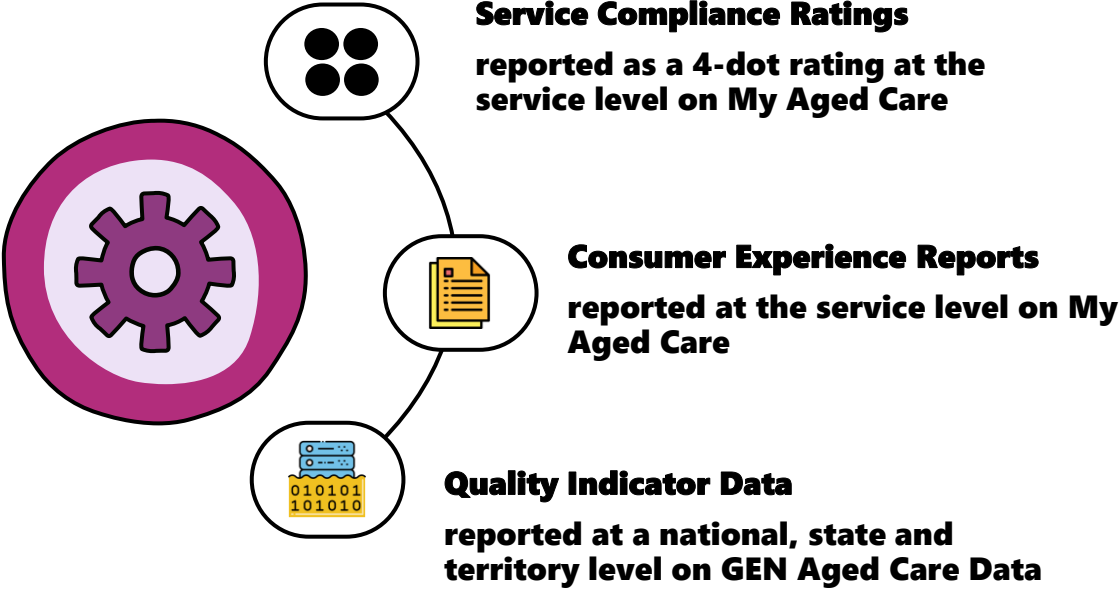 Service Compliance Ratings
reported as a 4-dot rating at the
service level on My Aged Care
Consumer Experience Reports
reported at the service level on My
Aged Care
010101
101010
Quality Indicator Data
reported at a national, state and
territory level on GEN Aged Care Data